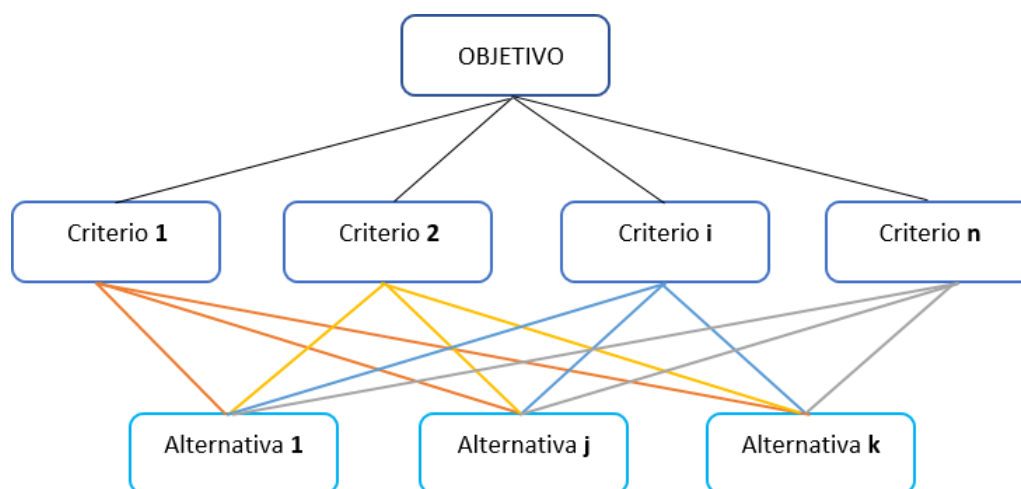 OBJETIVO
Criterio 1
Criterio 2
Criterio i
Criterio n
Alternativa 1
Alternativa j
Alternativa k